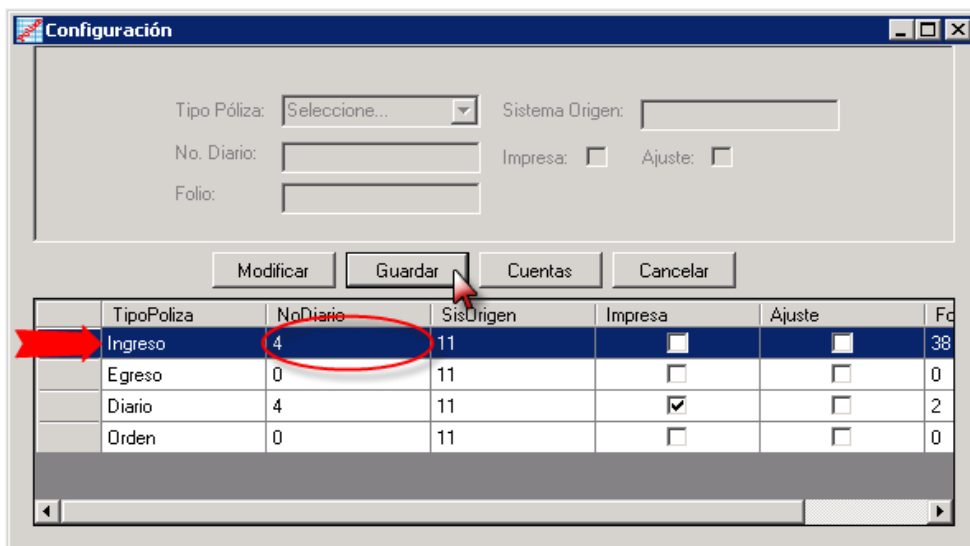 Configuración
Tipo Póliza: Seleccione... Sistema Origen:
No. Diario: Impresa: Ajuste:
Folio:
Modificar Guardar Cuentas Cancelar
TipoPoliza NoDiario SisOrigen Impresa Ajuste Fo
Ingreso 4 11 38
Egreso 0 11 0
Diario 4 11 2
Orden 0 11 0